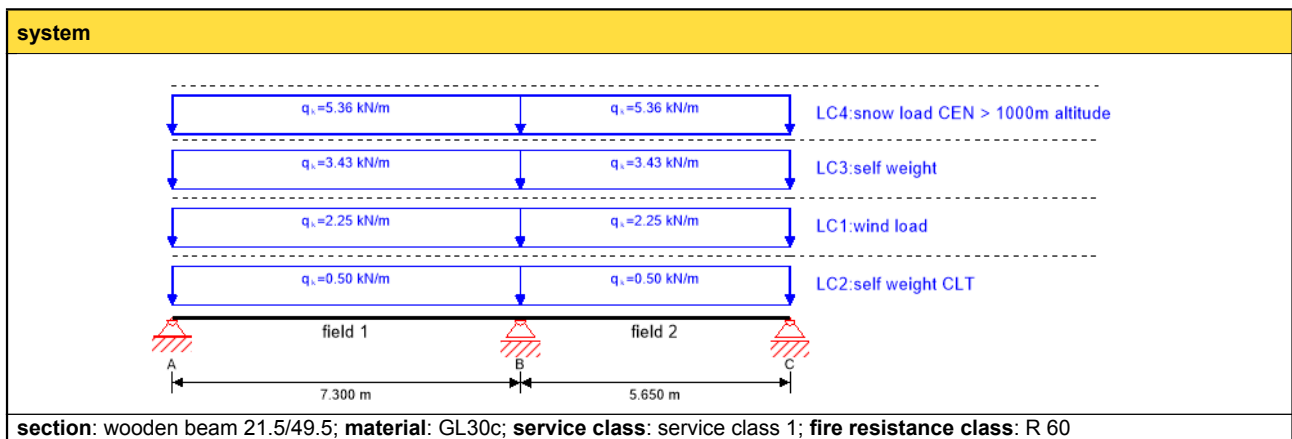 system
qₖ=5.36 kN/m qₖ=5.36 kN/m LC4:snow load CEN > 1000m altitude
qₖ=3.43 kN/m qₖ=3.43 kN/m LC3:self weight
qₖ=2.25 kN/m qₖ=2.25 kN/m LC1:wind load
qₖ=0.50 kN/m qₖ=0.50 kN/m LC2:self weight CLT
field 1 field 2
A B C
7.300 m 5.650 m
section: wooden beam 21.5/49.5; material: GL30c; service class: service class 1; fire resistance class: R 60